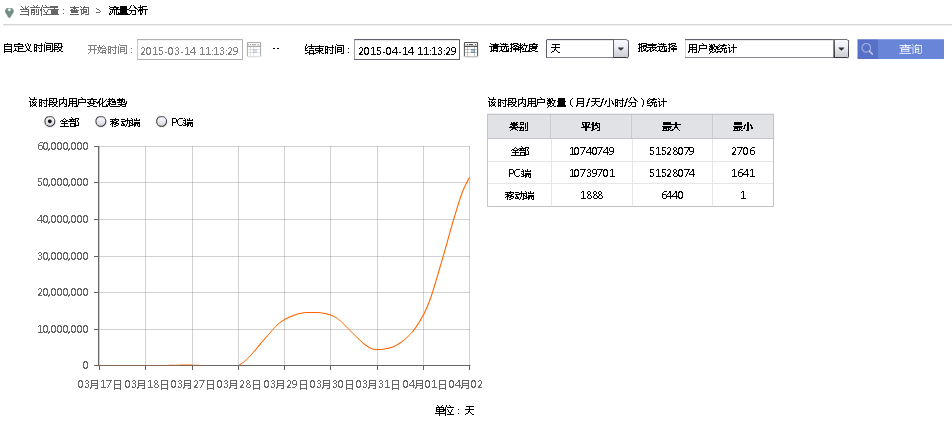 当前位置：查询 > 流量分析
自定义时间段 开始时间：2015-03-14 11:13:29 -- 结束时间：2015-04-14 11:13:29 请选择粒度 天 报表选择 用户数统计 查询
该时段内用户变化趋势
全部 移动端 PC端
60,000,000
50,000,000
40,000,000
30,000,000
20,000,000
10,000,000
0
03月17日 03月18日 03月27日 03月28日 03月29日 03月30日 03月31日 04月01日 04月02
单位：天
该时段内用户数量（月/天/小时/分）统计
类别 平均 最大 最小
全部 10740749 51528079 2706
PC端 10739701 51528074 1641
移动端 1888 6440 1